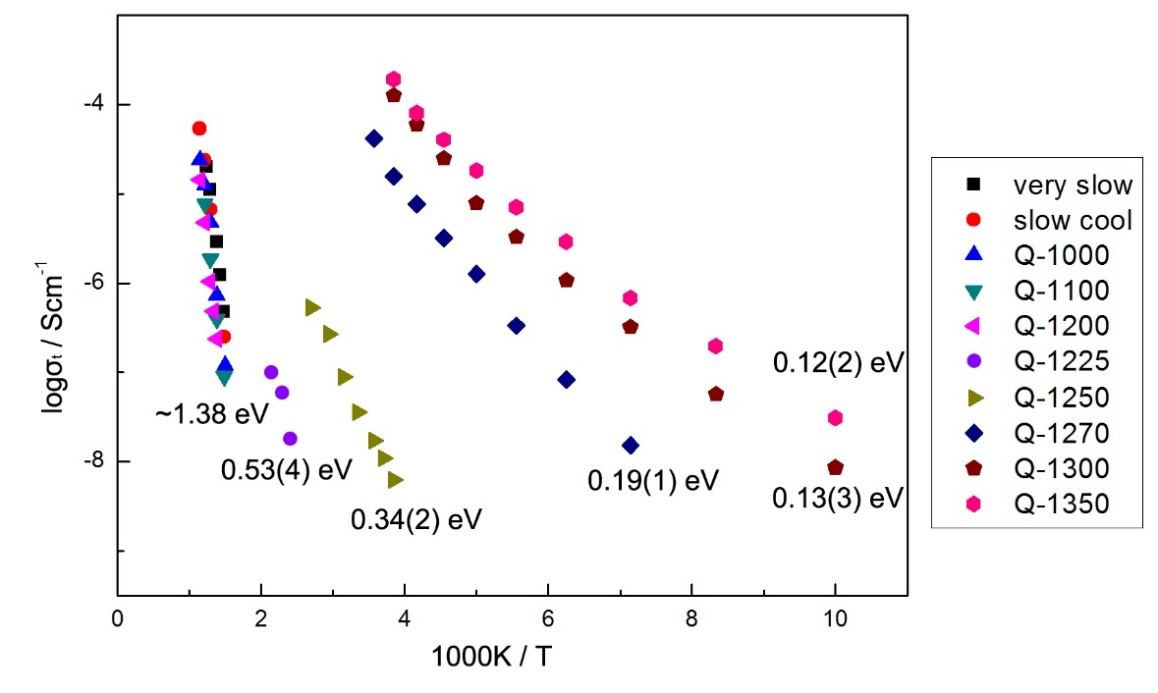 -4
-6
-8
0
2
4
6
8
10
logσt / Scm-1
1000K / T
~1.38 eV
0.53(4) eV
0.34(2) eV
0.19(1) eV
0.12(2) eV
0.13(3) eV
very slow
slow cool
Q-1000
Q-1100
Q-1200
Q-1225
Q-1250
Q-1270
Q-1300
Q-1350